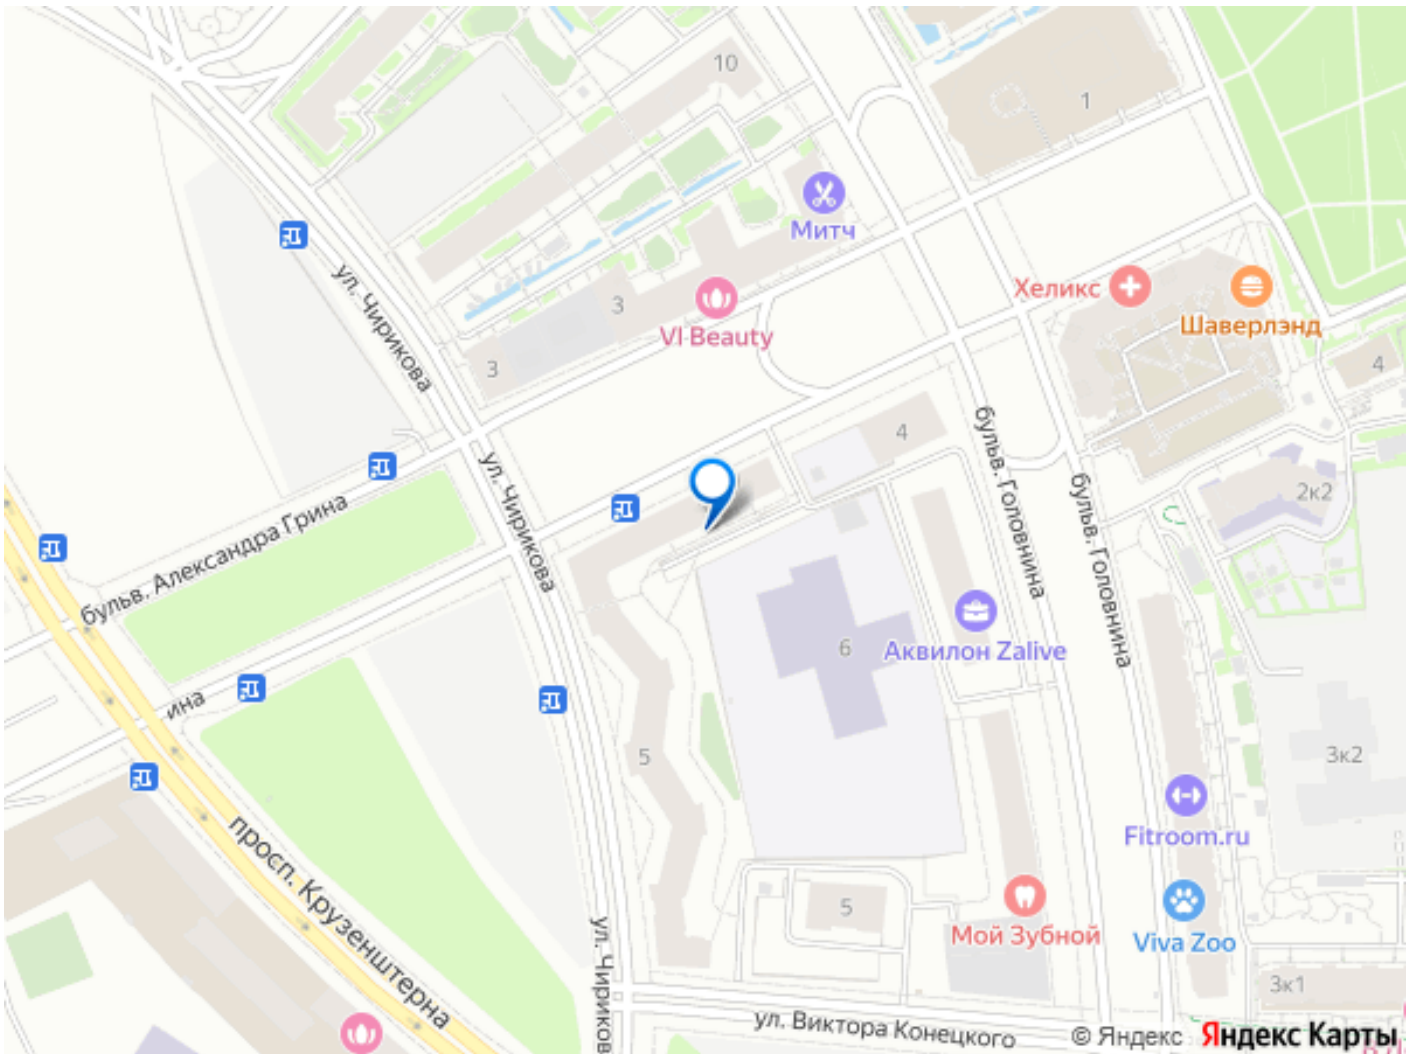 10
1
Митч
ул. Чирикова
Хеликс
Шаверлэнд
3
VI Beauty
3
4
4
бульв. Головнина
ул. Чирикова
бульв. Головнина
2к2
бульв. Александра Грина
6
Аквилон Zalive
ина
5
3к2
просп. Крузенштерна
Fitroom.ru
5
Мой Зубной
Viva Zoo
ул. Чириков
3к1
ул. Виктора Конецкого
© Яндекс Яндекс Карты